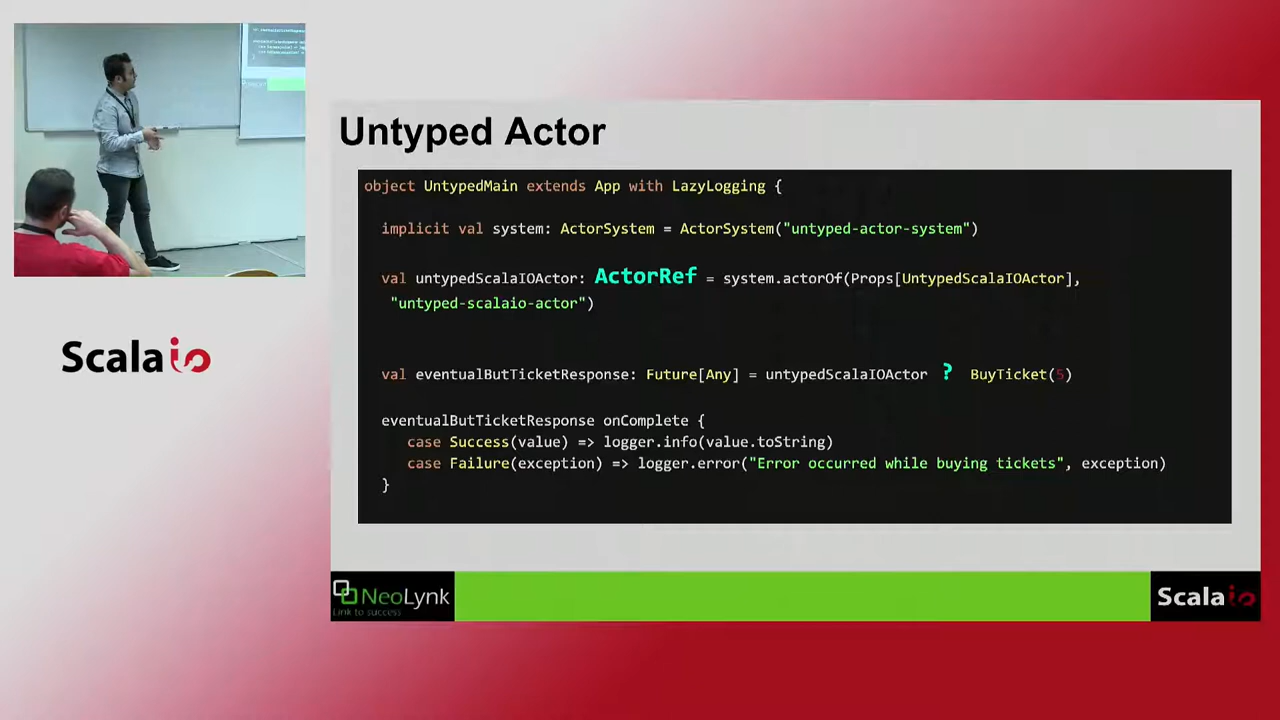 Untyped Actor
object UntypedMain extends App with LazyLogging {
implicit val system: ActorSystem = ActorSystem("untyped-actor-system")
val untypedScalaIOActor: ActorRef = system.actorOf(Props[UntypedScalaIOActor],
"untyped-scalaio-actor")
val eventualButTicketResponse: Future[Any] = untypedScalaIOActor ? BuyTicket(5)
eventualButTicketResponse onComplete {
case Success(value) => logger.info(value.toString)
case Failure(exception) => logger.error("Error occurred while buying tickets", exception)
}
Scala io
NeoLynk
Link to success
Scala io